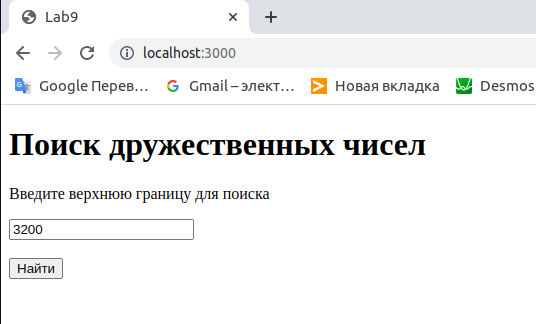 Lab9
localhost:3000
Google Перев… Gmail – элект… Новая вкладка Desmos
Поиск дружественных чисел
Введите верхнюю границу для поиска
3200
Найти